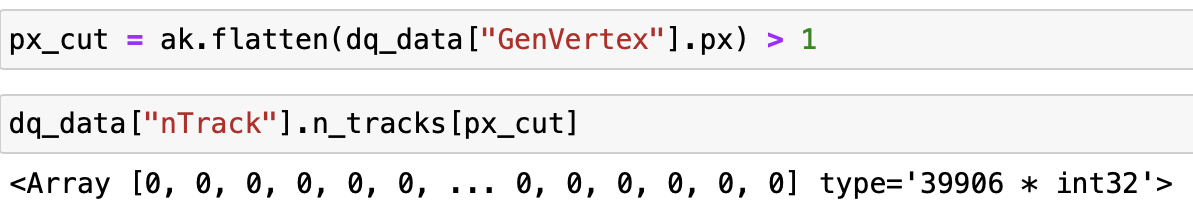 px_cut = ak.flatten(dq_data["GenVertex"].px) > 1
dq_data["nTrack"].n_tracks[px_cut]
<Array [0, 0, 0, 0, 0, 0, ... 0, 0, 0, 0, 0, 0] type='39906 * int32'>